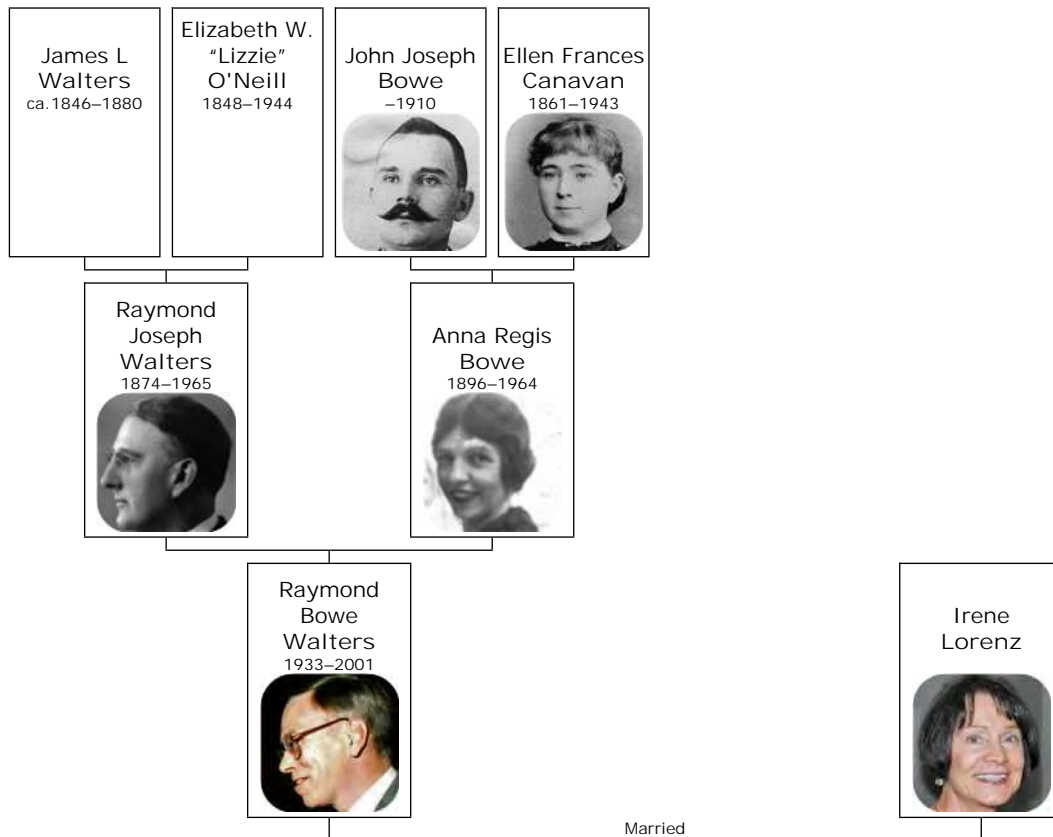 James L
Walters
ca.1846–1880
Elizabeth W.
“Lizzie”
O'Neill
1848–1944
John Joseph
Bowe
–1910
Ellen Frances
Canavan
1861–1943
Raymond
Joseph
Walters
1874–1965
Anna Regis
Bowe
1896–1964
Raymond
Bowe
Walters
1933–2001
Irene
Lorenz
Married